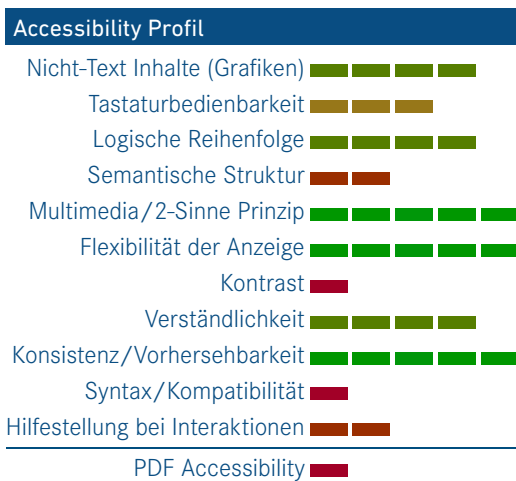 Accessibility Profil
Nicht-Text Inhalte (Grafiken)
Tastaturbedienbarkeit
Logische Reihenfolge
Semantische Struktur
Multimedia/2-Sinne Prinzip
Flexibilität der Anzeige
Kontrast
Verständlichkeit
Konsistenz/Vorhersehbarkeit
Syntax/Kompatibilität
Hilfestellung bei Interaktionen
PDF Accessibility